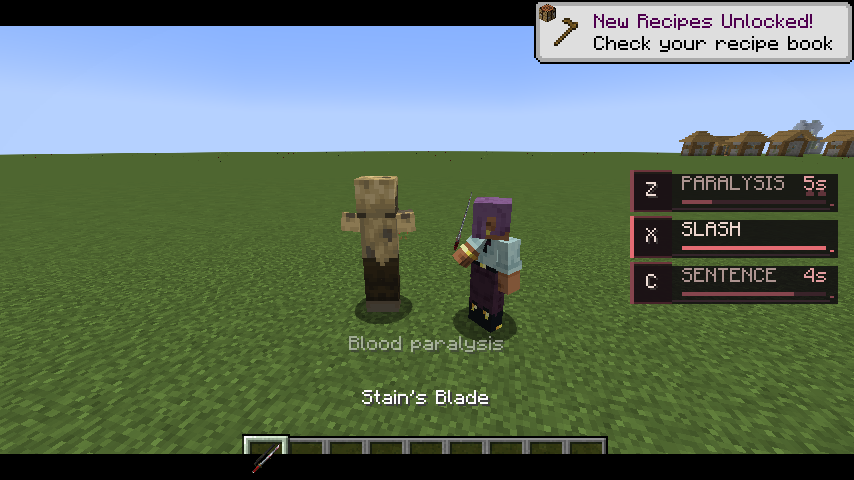 New Recipes Unlocked!
Check your recipe book
Z PARALYSIS 5s
X SLASH
C SENTENCE 4s
Blood paralysis
Stain's Blade